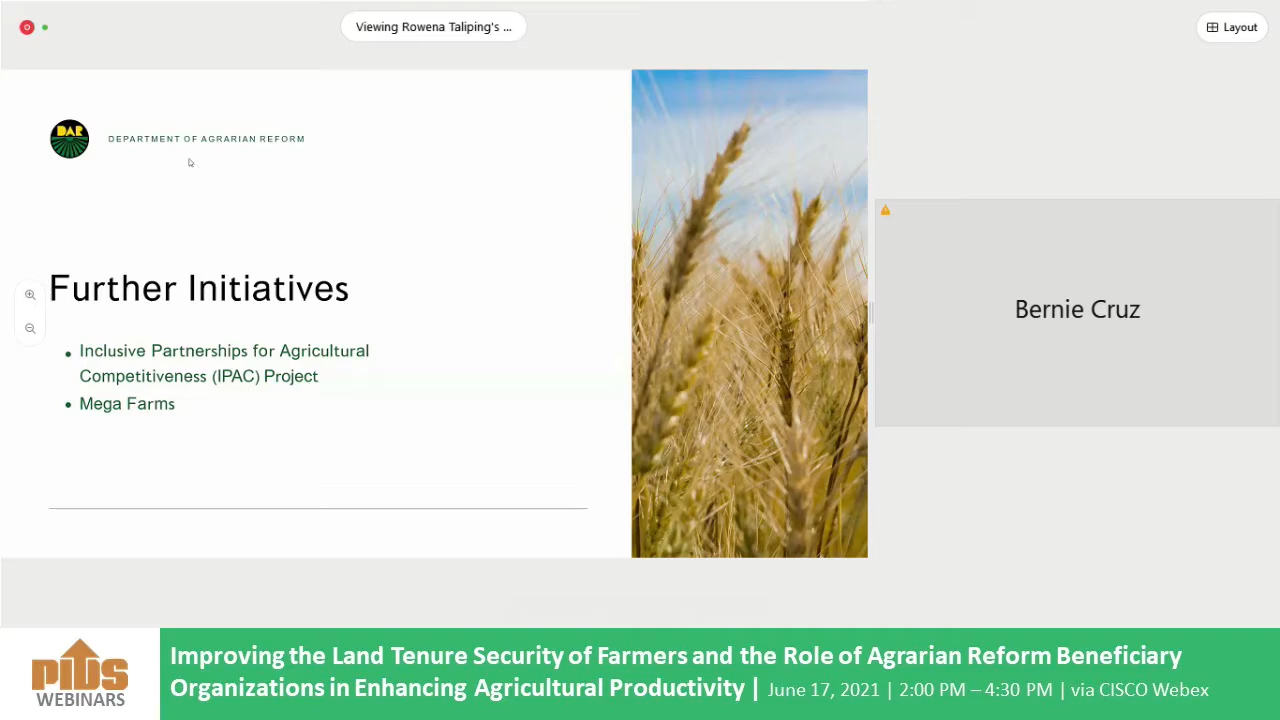 Viewing Rowena Taliping's ...
Layout
DAR
DEPARTMENT OF AGRARIAN REFORM
Further Initiatives
• Inclusive Partnerships for Agricultural
Competitiveness (IPAC) Project
• Mega Farms
Bernie Cruz
PIDS
WEBINARS
Improving the Land Tenure Security of Farmers and the Role of Agrarian Reform Beneficiary
Organizations in Enhancing Agricultural Productivity | June 17, 2021 | 2:00 PM – 4:30 PM | via CISCO Webex